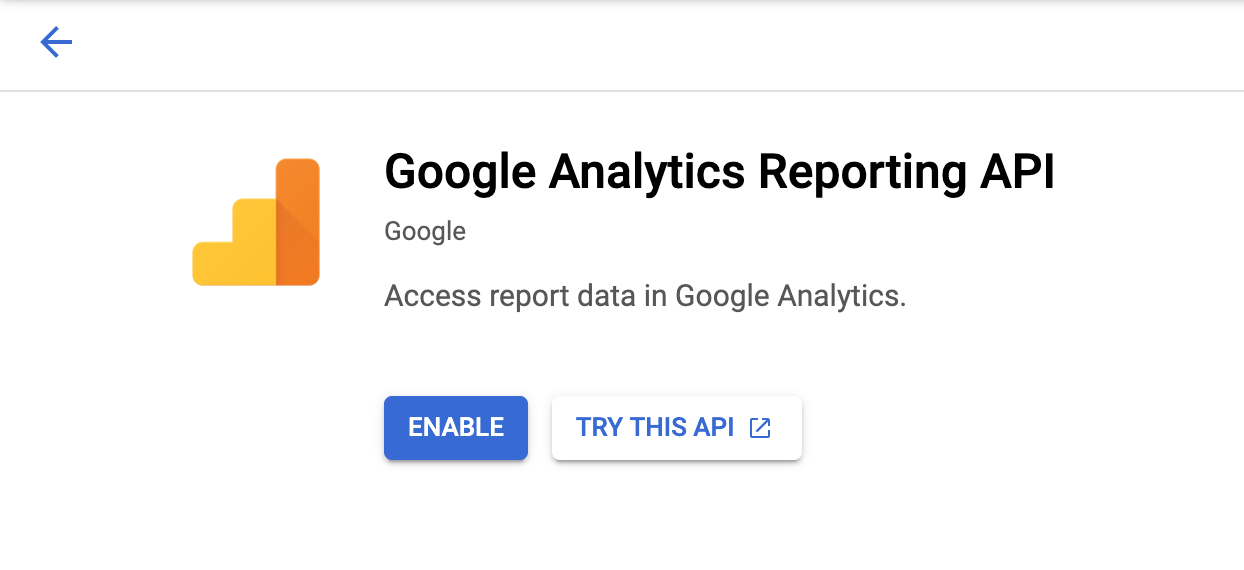 Google Analytics Reporting API
Google
Access report data in Google Analytics.
ENABLE
TRY THIS API